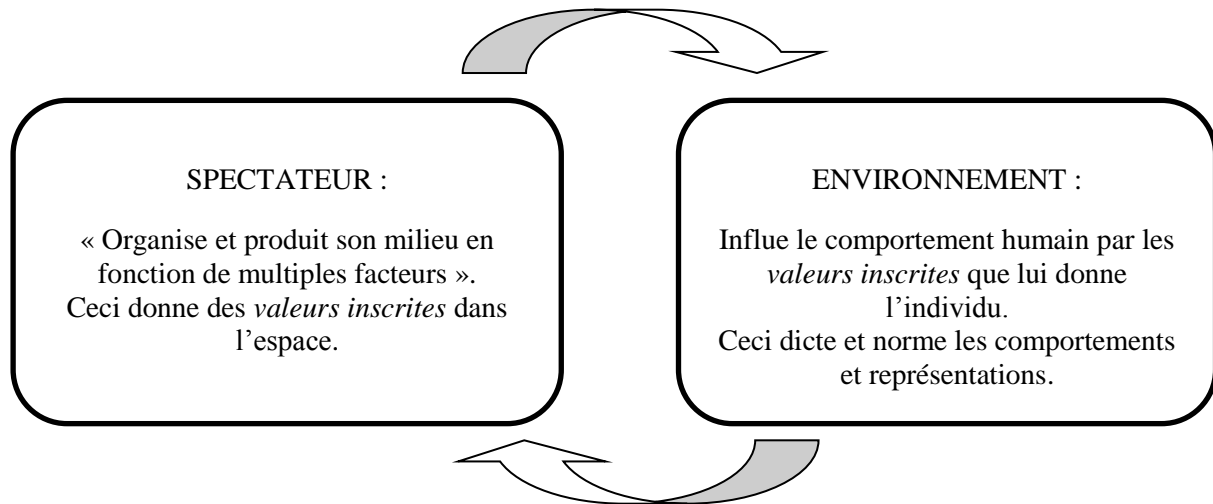 SPECTATEUR :
« Organise et produit son milieu en
fonction de multiples facteurs ».
Ceci donne des valeurs inscrites dans
l’espace.
ENVIRONNEMENT :
Influe le comportement humain par les
valeurs inscrites que lui donne
l’individu.
Ceci dicte et norme les comportements
et représentations.